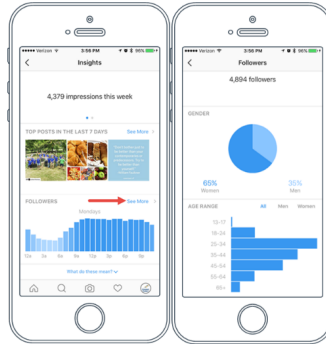 Verizon 3:56 PM 95%
Insights
4,379 impressions this week
TOP POSTS IN THE LAST 7 DAYS See More
FOLLOWERS See More
Mondays
12a 3a 6a 9a 12p 3p 6p 9p
What do these mean?
Verizon 3:56 PM 95%
Followers
4,894 followers
GENDER
65% 35%
Women Men
AGE RANGE All Men Women
13-17
18-24
25-34
35-44
45-54
55-64
65+